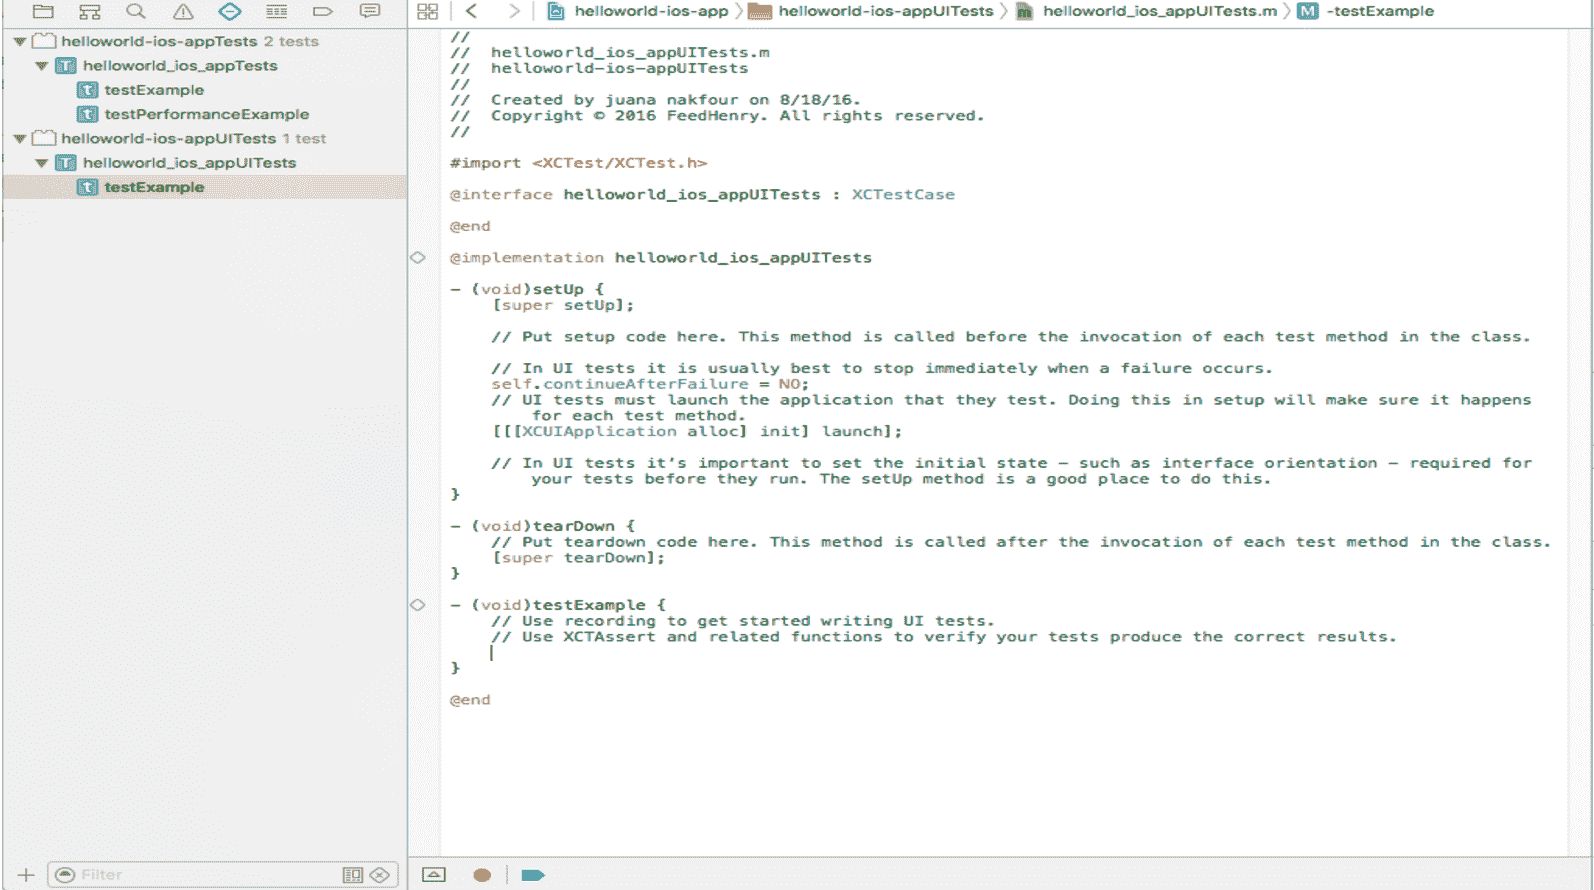 helloworld-ios-app
helloworld-ios-appUITests
helloworld_ios_appUITests.m
M
-testExample
helloworld-ios-appTests 2 tests
T helloworld_ios_appTests
t testExample
t testPerformanceExample
helloworld-ios-appUITests 1 test
T helloworld_ios_appUITests
t testExample
//
//  helloworld_ios_appUITests.m
//  helloworld-ios-appUITests
//
//  Created by juana nakfour on 8/18/16.
//  Copyright © 2016 FeedHenry. All rights reserved.
//
#import <XCTest/XCTest.h>
@interface helloworld_ios_appUITests : XCTestCase
@end
@implementation helloworld_ios_appUITests
- (void)setUp {
[super setUp];
// Put setup code here. This method is called before the invocation of each test method in the class.
// In UI tests it is usually best to stop immediately when a failure occurs.
self.continueAfterFailure = NO;
// UI tests must launch the application that they test. Doing this in setup will make sure it happens
for each test method.
[[[XCUIApplication alloc] init] launch];
// In UI tests it’s important to set the initial state - such as interface orientation - required for
your tests before they run. The setUp method is a good place to do this.
}
- (void)tearDown {
// Put teardown code here. This method is called after the invocation of each test method in the class.
[super tearDown];
}
- (void)testExample {
// Use recording to get started writing UI tests.
// Use XCTAssert and related functions to verify your tests produce the correct results.
}
@end
Filter